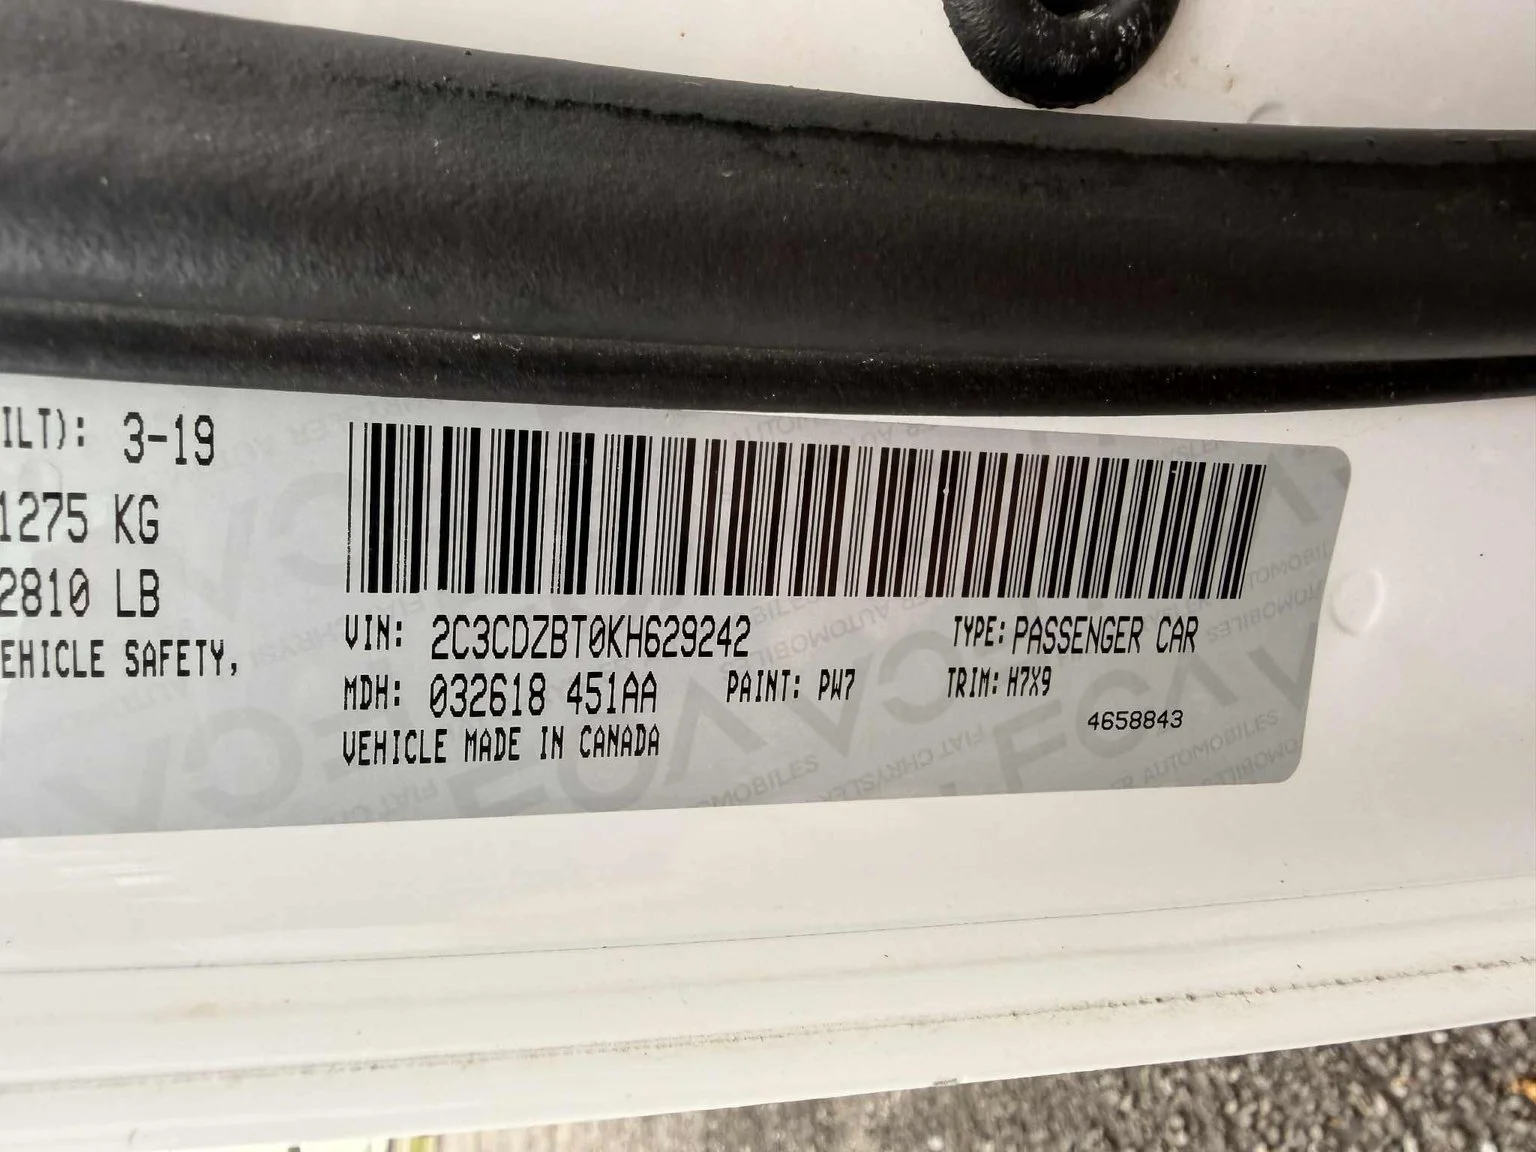 ILT): 3-19
1275 KG
2810 LB
EHICLE SAFETY,
VIN: 2C3CDZBT0KH629242
TYPE: PASSENGER CAR
MDH: 032618 451AA
PAINT: PW7
TRIM: H7X9
VEHICLE MADE IN CANADA
4658843